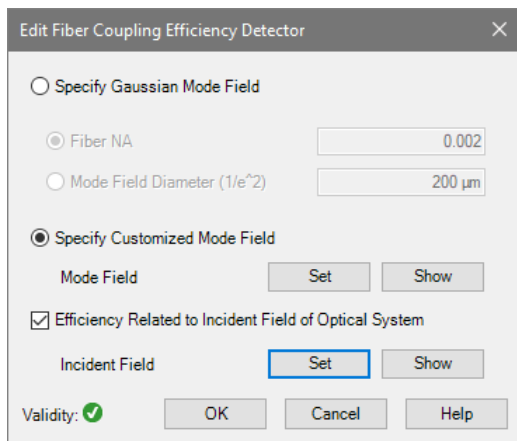 Edit Fiber Coupling Efficiency Detector
Specify Gaussian Mode Field
Fiber NA 0.002
Mode Field Diameter (1/e^2) 200 µm
Specify Customized Mode Field
Mode Field Set Show
Efficiency Related to Incident Field of Optical System
Incident Field Set Show
Validity: OK Cancel Help